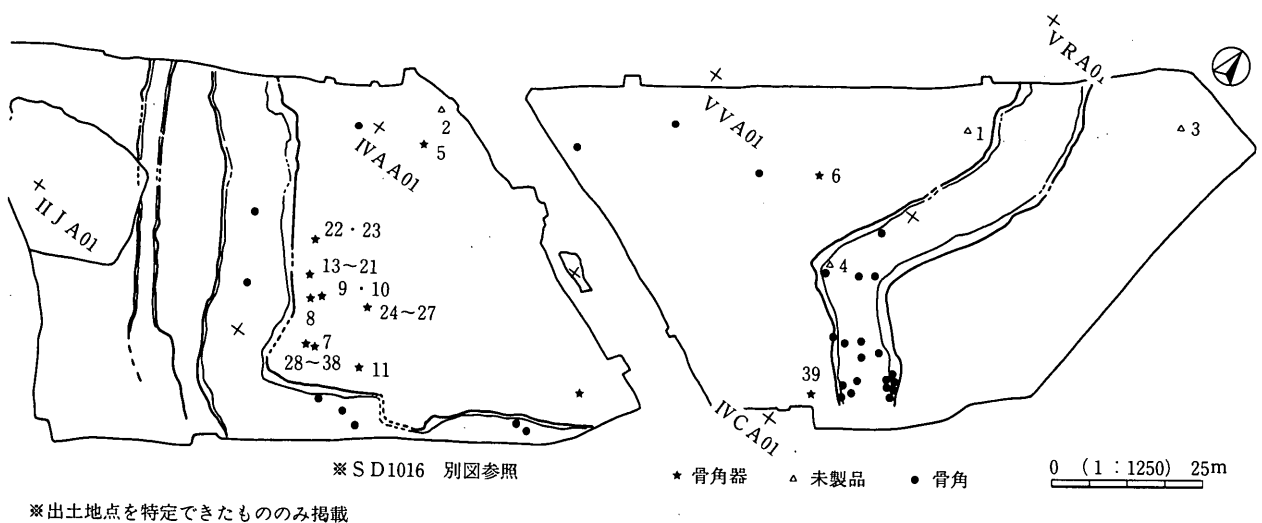 VRA01
VVA01
2
1
3
5
IVAA01
6
IIJA01
22・23
13～21
4
9・10
8
24～27
7
28～38
11
39
IVCA01
※SD1016 別図参照
★ 骨角器 △ 未製品 ● 骨角
0 (1：1250) 25m
※出土地点を特定できたもののみ掲載